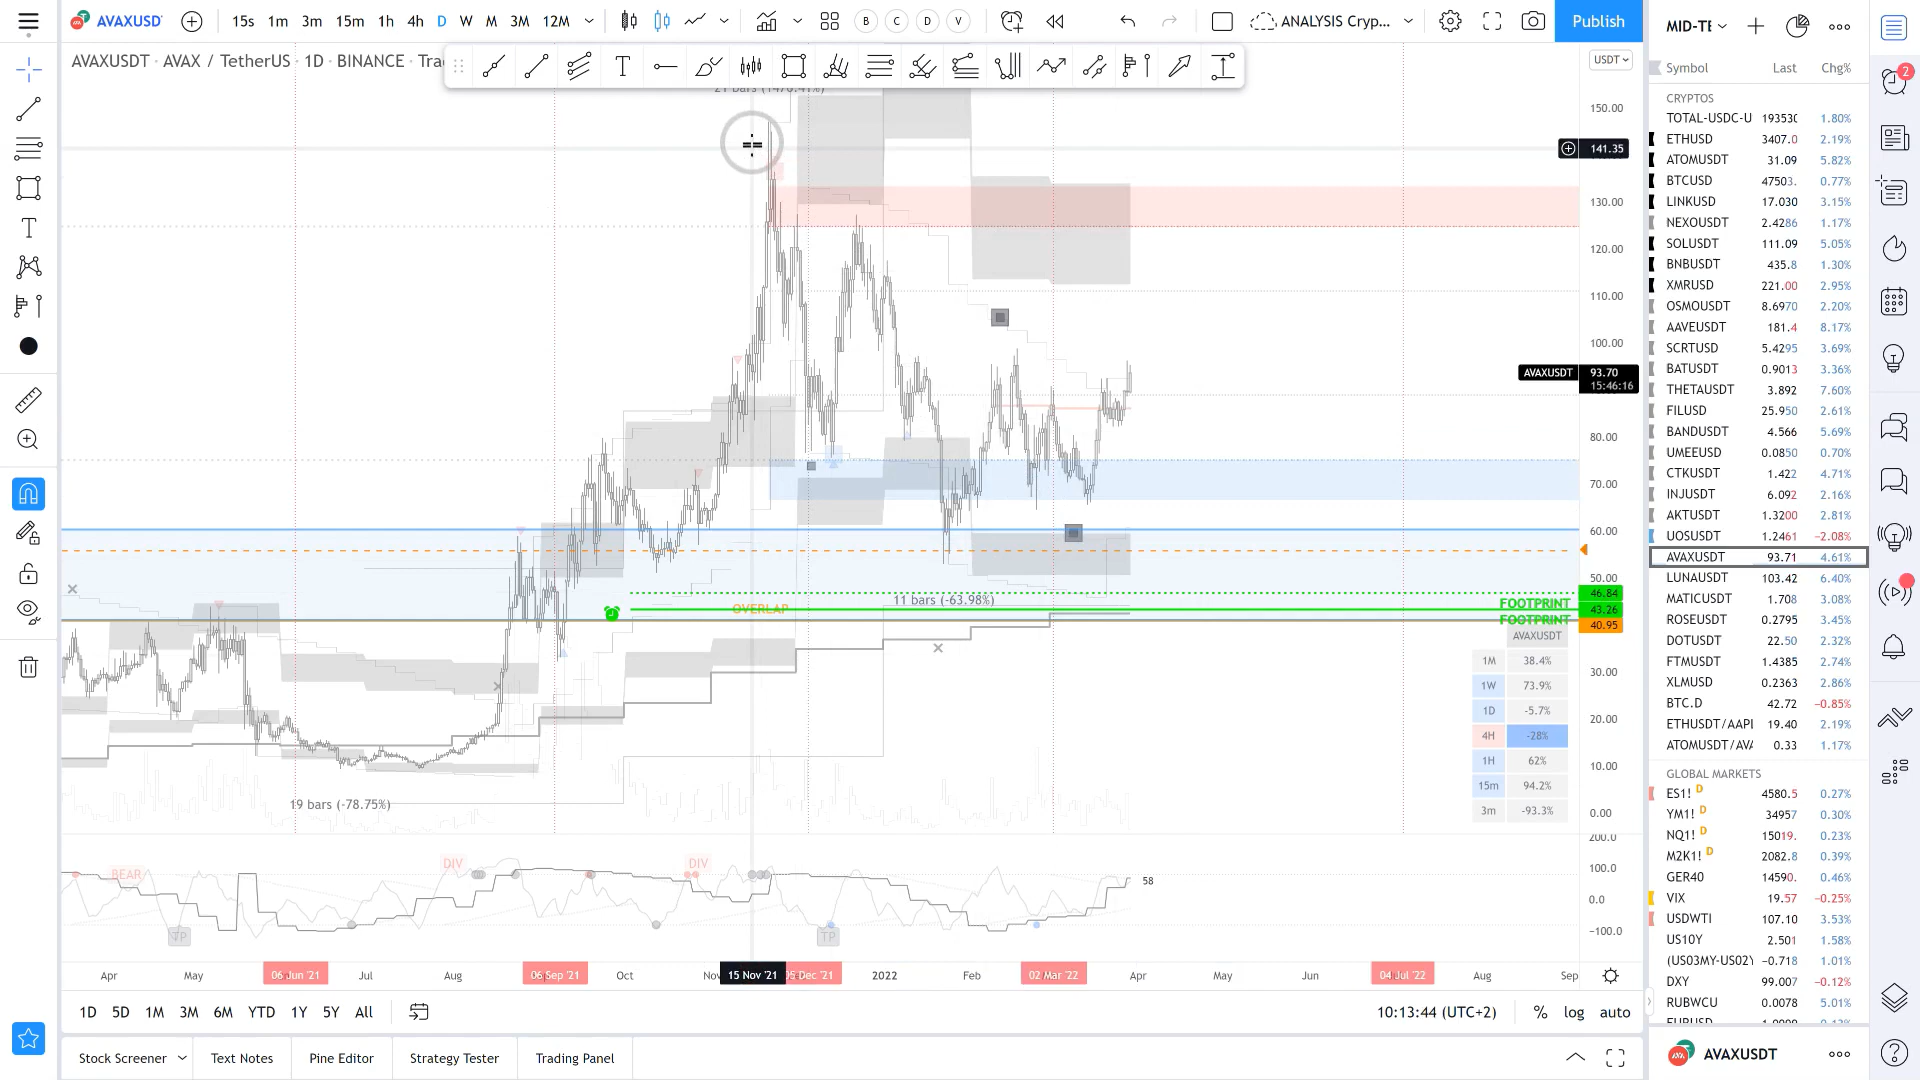 AVAXUSD 15s 1m 3m 15m 1h 4h D W M 3M 12M B C D V ANALYSIS Cryp... Publish
MID-TE
AVAXUSDT · AVAX / TetherUS · 1D · BINANCE · Tra
USDT
Symbol Last Chg%
CRYPTOS
TOTAL-USDC-U 193530 1.80%
ETHUSD 3407.0 2.19%
ATOMUSDT 31.09 5.82%
BTCUSD 47503. 0.77%
LINKUSD 17.030 3.15%
NEXOUSDT 2.4286 1.17%
SOLUSDT 111.09 5.05%
BNBUSDT 435.8 1.30%
XMRUSD 221.00 2.95%
OSMOUSDT 8.6970 2.20%
AAVEUSDT 181.4 8.17%
SCRTUSD 5.4295 3.69%
BATUSDT 0.9013 3.36%
THETAUSDT 3.892 7.60%
FILUSD 25.950 2.61%
BANDUSDT 4.566 5.69%
UMEEUSD 0.0850 0.70%
CTKUSDT 1.422 4.71%
INJUSDT 6.092 2.16%
AKTUSDT 1.3200 2.81%
UOSUSDT 1.2461 −2.08%
AVAXUSDT 93.71 4.61%
LUNAUSDT 103.42 6.40%
MATICUSDT 1.708 3.08%
ROSEUSDT 0.2795 3.45%
DOTUSDT 22.50 2.32%
FTMUSDT 1.4385 2.74%
XLMUSD 0.2363 2.86%
BTC.D 42.72 −0.85%
ETHUSDT/AAPL 19.40 2.19%
ATOMUSDT/AVA 0.33 1.17%
GLOBAL MARKETS
ES1! D 4580.5 0.27%
YM1! D 34957 0.30%
NQ1! D 15019. 0.23%
M2K1! D 2082.8 0.39%
GER40 14590. 0.46%
VIX 19.57 −0.25%
USDWTI 107.10 3.53%
US10Y 2.501 1.58%
(US03MY-US02Y −0.718 1.01%
DXY 99.007 −0.12%
RUBWCU 0.0078 5.01%
AVAXUSDT
2
150.00
141.35
130.00
120.00
110.00
100.00
AVAXUSDT 93.70
15:46:16
80.00
70.00
60.00
50.00
46.84
43.26
40.95
30.00
20.00
10.00
0.00
200.0
100.0
0.0
−100.0
21 bars (1476.41%)
11 bars (-63.98%)
OVERLAP
FOOTPRINT
FOOTPRINT
19 bars (-78.75%)
AVAXUSDT
1M 38.4%
1W 73.9%
1D -5.7%
4H -28%
1H 62%
15m 94.2%
3m -93.3%
BEAR DIV DIV
58
TP TP
Apr May 06 Jun '21 Jul Aug 06 Sep '21 Oct Nov 15 Nov '21 05 Dec '21 2022 Feb 02 Mar '22 Apr May Jun 04 Jul '22 Aug Sep
1D 5D 1M 3M 6M YTD 1Y 5Y All 10:13:44 (UTC+2) % log auto
Stock Screener Text Notes Pine Editor Strategy Tester Trading Panel